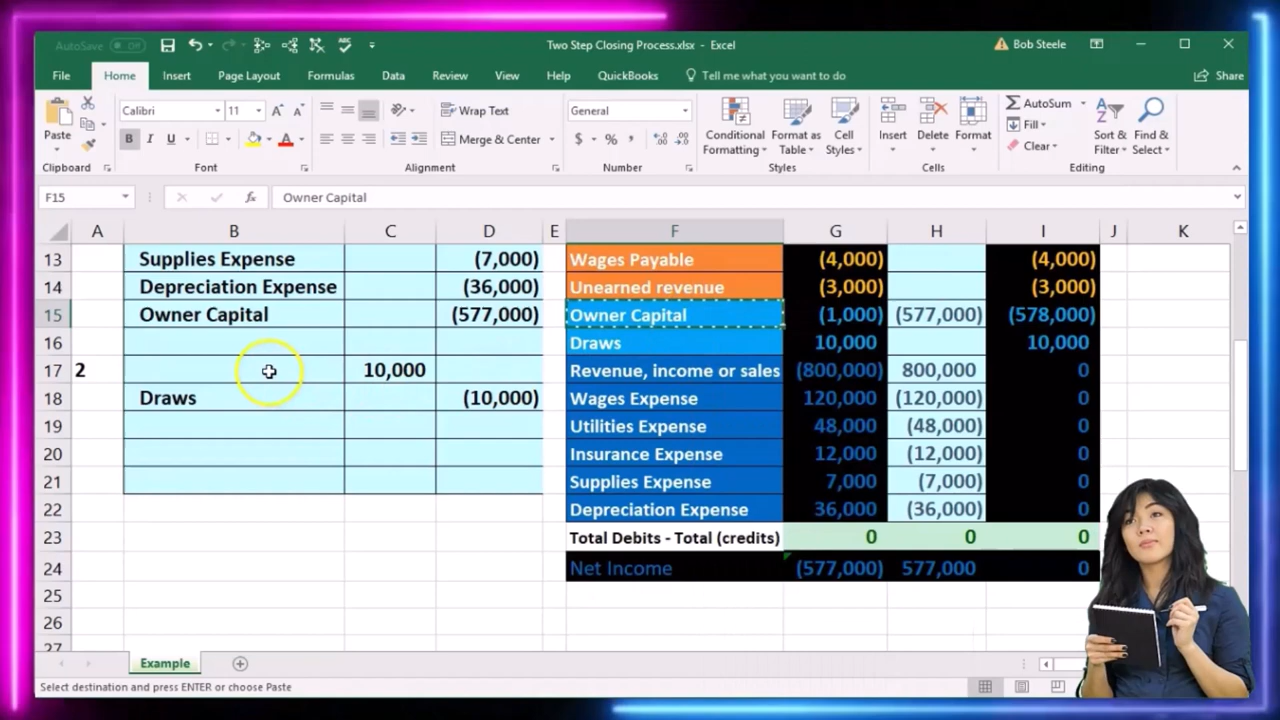 AutoSave Off Two Step Closing Process.xlsx - Excel Bob Steele
File Home Insert Page Layout Formulas Data Review View Help QuickBooks Tell me what you want to do Share
Paste Calibri 11 Wrap Text General Conditional Formatting Format as Table Cell Styles Insert Delete Format AutoSum Sort & Filter Find & Select
B I U A Merge & Center $ % , Fill
Clear
Clipboard Font Alignment Number Styles Cells Editing
F15 fx Owner Capital
A B C D E F G H I J K
13 Supplies Expense (7,000) Wages Payable (4,000) (4,000)
14 Depreciation Expense (36,000) Unearned revenue (3,000) (3,000)
15 Owner Capital (577,000) Owner Capital (1,000) (577,000) (578,000)
16 Draws 10,000 10,000
17 2 10,000 Revenue, income or sales (800,000) 800,000 0
18 Draws (10,000) Wages Expense 120,000 (120,000) 0
19 Utilities Expense 48,000 (48,000) 0
20 Insurance Expense 12,000 (12,000) 0
21 Supplies Expense 7,000 (7,000) 0
22 Depreciation Expense 36,000 (36,000) 0
23 Total Debits - Total (credits) 0 0 0
24 Net Income (577,000) 577,000 0
25
26
27
Example
Select destination and press ENTER or choose Paste